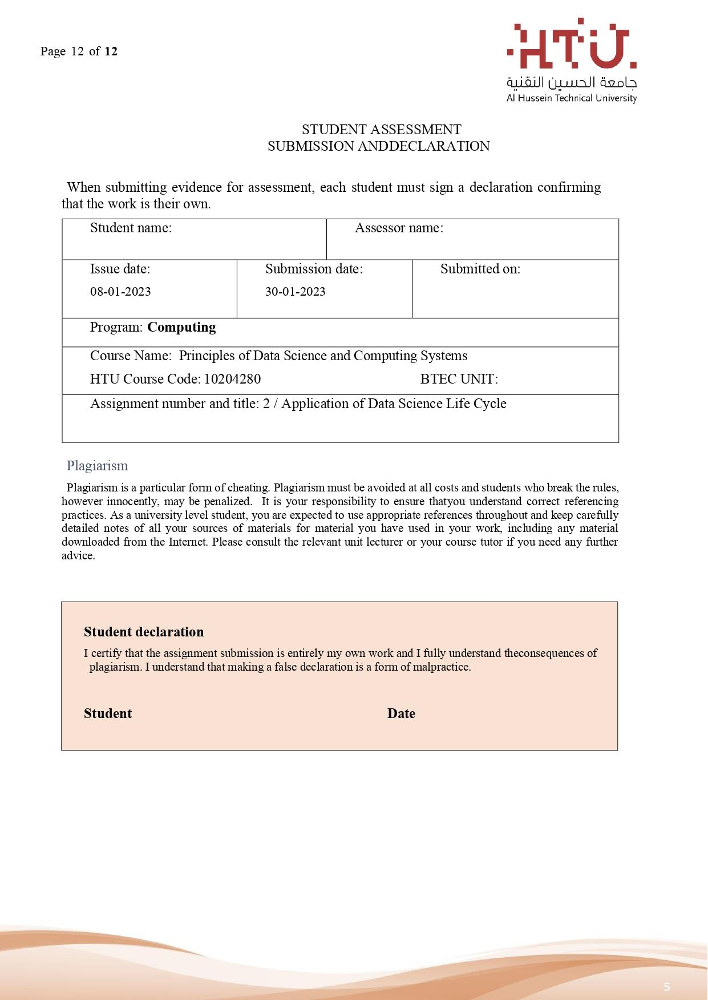 Page 12 of 12
HTU
جامعة الحسين التقنية
Al Hussein Technical University
STUDENT ASSESSMENT
SUBMISSION ANDDECLARATION
When submitting evidence for assessment, each student must sign a declaration confirming
that the work is their own.
Student name:
Assessor name:
Issue date:
08-01-2023
Submission date:
30-01-2023
Submitted on:
Program: Computing
Course Name: Principles of Data Science and Computing Systems
HTU Course Code: 10204280 BTEC UNIT:
Assignment number and title: 2 / Application of Data Science Life Cycle
Plagiarism
Plagiarism is a particular form of cheating. Plagiarism must be avoided at all costs and students who break the rules,
however innocently, may be penalized. It is your responsibility to ensure thatyou understand correct referencing
practices. As a university level student, you are expected to use appropriate references throughout and keep carefully
detailed notes of all your sources of materials for material you have used in your work, including any material
downloaded from the Internet. Please consult the relevant unit lecturer or your course tutor if you need any further
advice.
Student declaration
I certify that the assignment submission is entirely my own work and I fully understand theconsequences of
plagiarism. I understand that making a false declaration is a form of malpractice.
Student Date
5